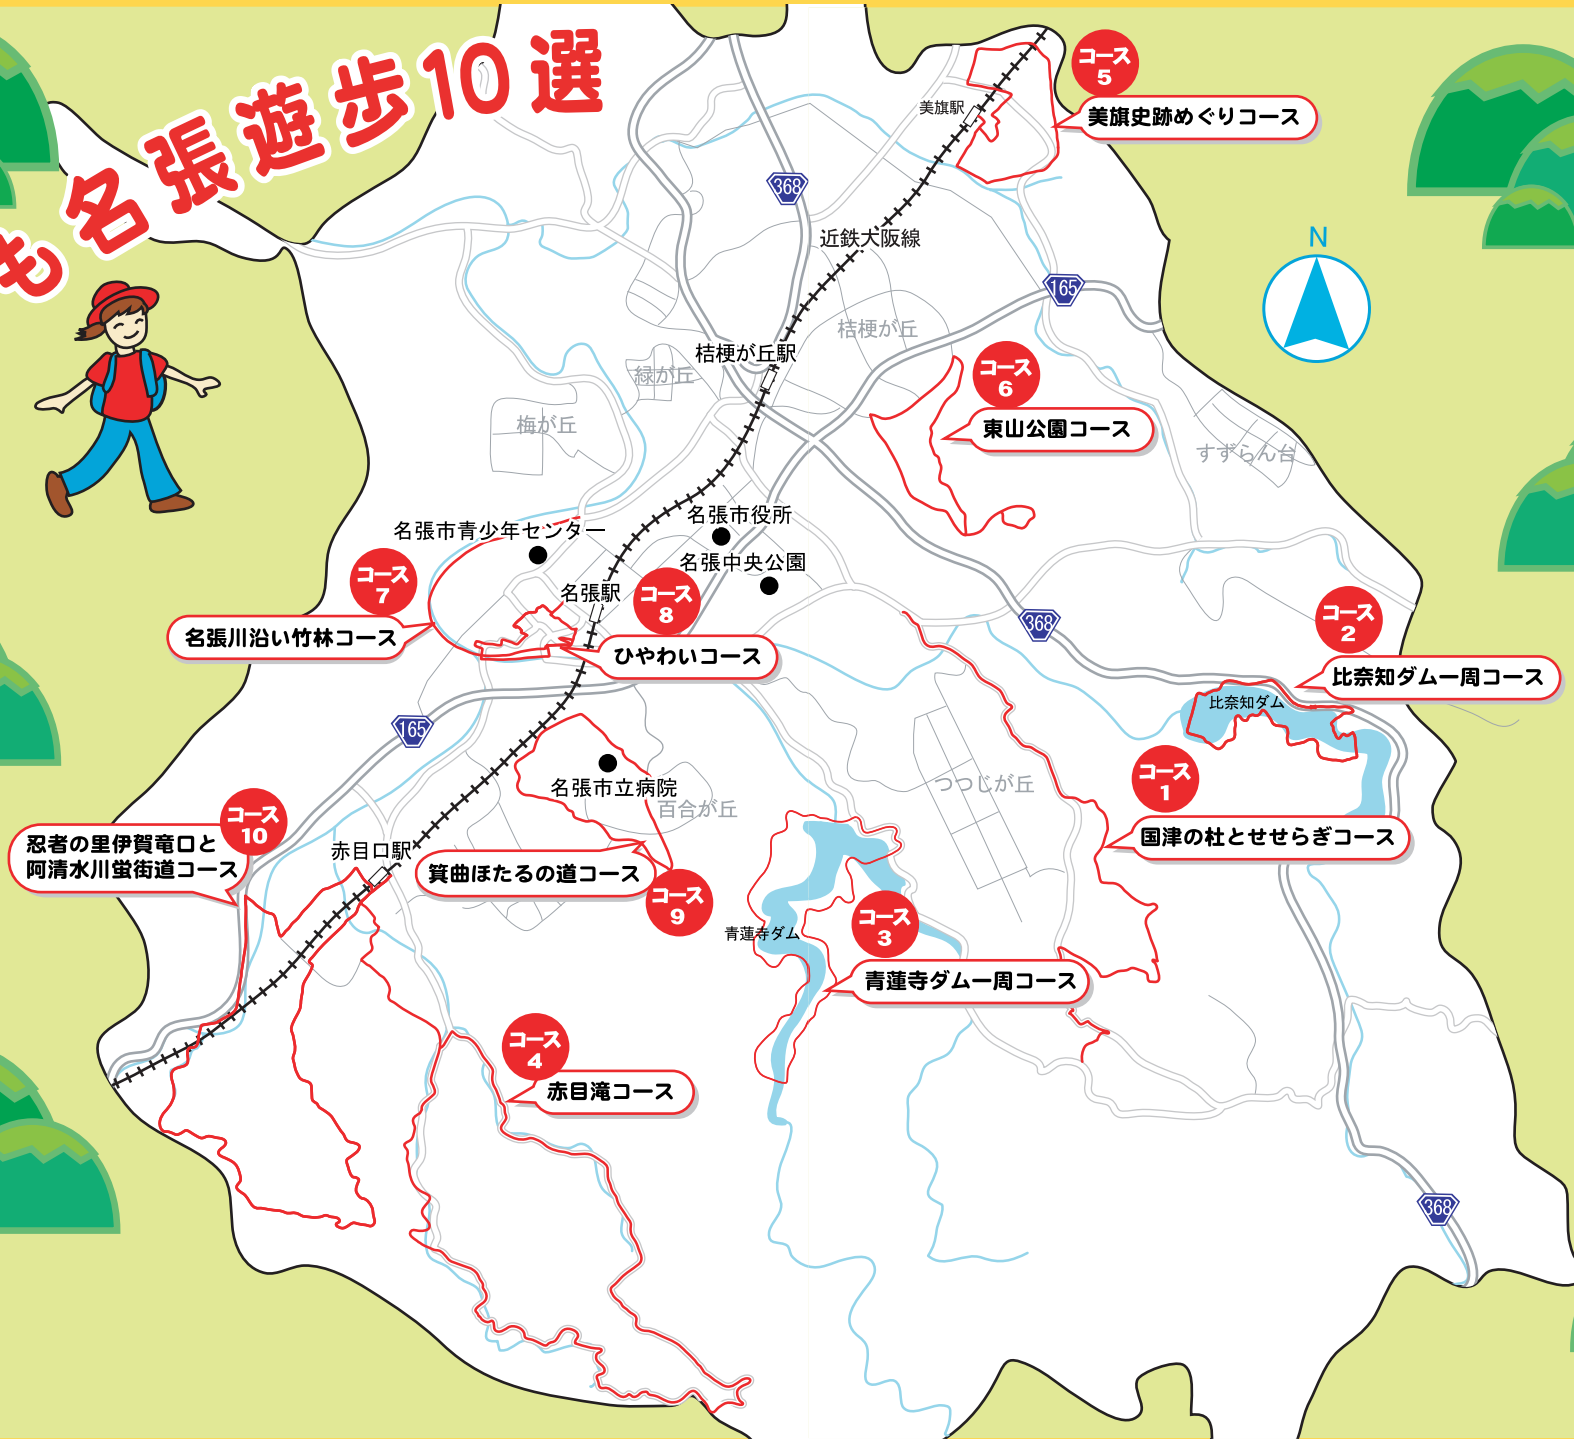 も名張遊歩10選
コース
5
美旗史跡めぐりコース
美旗駅
368
近鉄大阪線
N
165
桔梗が丘
桔梗が丘駅
緑が丘
コース
6
東山公園コース
梅が丘
すずらん台
名張市役所
名張市青少年センター
名張中央公園
コース
7
名張駅
コース
8
名張川沿い竹林コース
ひやわいコース
368
コース
2
比奈知ダム一周コース
比奈知ダム
165
名張市立病院
百合が丘
つつじが丘
コース
1
国津の杜とせせらぎコース
コース
10
忍者の里伊賀竜口と
阿清水川蛍街道コース
赤目口駅
箕曲ほたるの道コース
コース
9
コース
3
青蓮寺ダム
青蓮寺ダム一周コース
コース
4
赤目滝コース
368